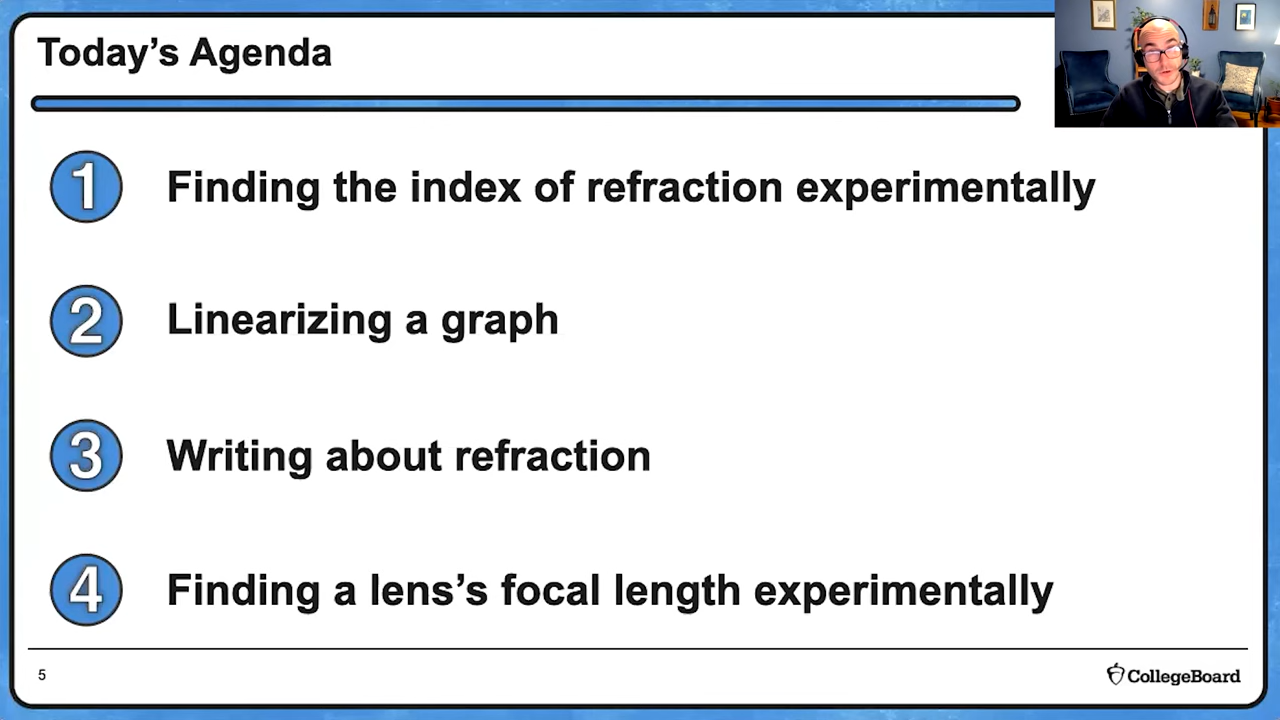 Today’s Agenda
1 Finding the index of refraction experimentally
2 Linearizing a graph
3 Writing about refraction
4 Finding a lens’s focal length experimentally
5
CollegeBoard